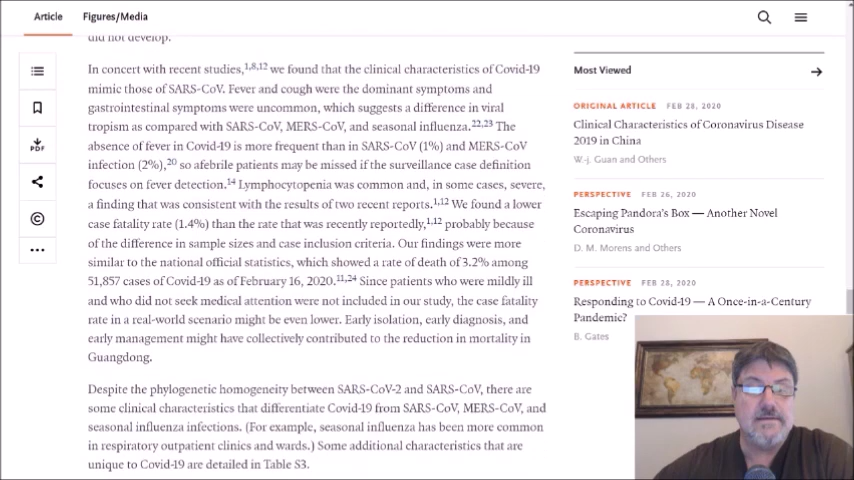 Article
Figures/Media
did not develop.
In concert with recent studies,1,8,12 we found that the clinical characteristics of Covid-19
mimic those of SARS-CoV. Fever and cough were the dominant symptoms and
gastrointestinal symptoms were uncommon, which suggests a difference in viral
tropism as compared with SARS-CoV, MERS-CoV, and seasonal influenza.22,23 The
absence of fever in Covid-19 is more frequent than in SARS-CoV (1%) and MERS-CoV
infection (2%),20 so afebrile patients may be missed if the surveillance case definition
focuses on fever detection.14 Lymphocytopenia was common and, in some cases, severe,
a finding that was consistent with the results of two recent reports.1,12 We found a lower
case fatality rate (1.4%) than the rate that was recently reportedly,1,12 probably because
of the difference in sample sizes and case inclusion criteria. Our findings were more
similar to the national official statistics, which showed a rate of death of 3.2% among
51,857 cases of Covid-19 as of February 16, 2020.11,24 Since patients who were mildly ill
and who did not seek medical attention were not included in our study, the case fatality
rate in a real-world scenario might be even lower. Early isolation, early diagnosis, and
early management might have collectively contributed to the reduction in mortality in
Guangdong.
Despite the phylogenetic homogeneity between SARS-CoV-2 and SARS-CoV, there are
some clinical characteristics that differentiate Covid-19 from SARS-CoV, MERS-CoV, and
seasonal influenza infections. (For example, seasonal influenza has been more common
in respiratory outpatient clinics and wards.) Some additional characteristics that are
unique to Covid-19 are detailed in Table S3.
PDF
Most Viewed
ORIGINAL ARTICLE FEB 28, 2020
Clinical Characteristics of Coronavirus Disease
2019 in China
W.-j. Guan and Others
PERSPECTIVE FEB 26, 2020
Escaping Pandora's Box — Another Novel
Coronavirus
D. M. Morens and Others
PERSPECTIVE FEB 28, 2020
Responding to Covid-19 — A Once-in-a-Century
Pandemic?
B. Gates